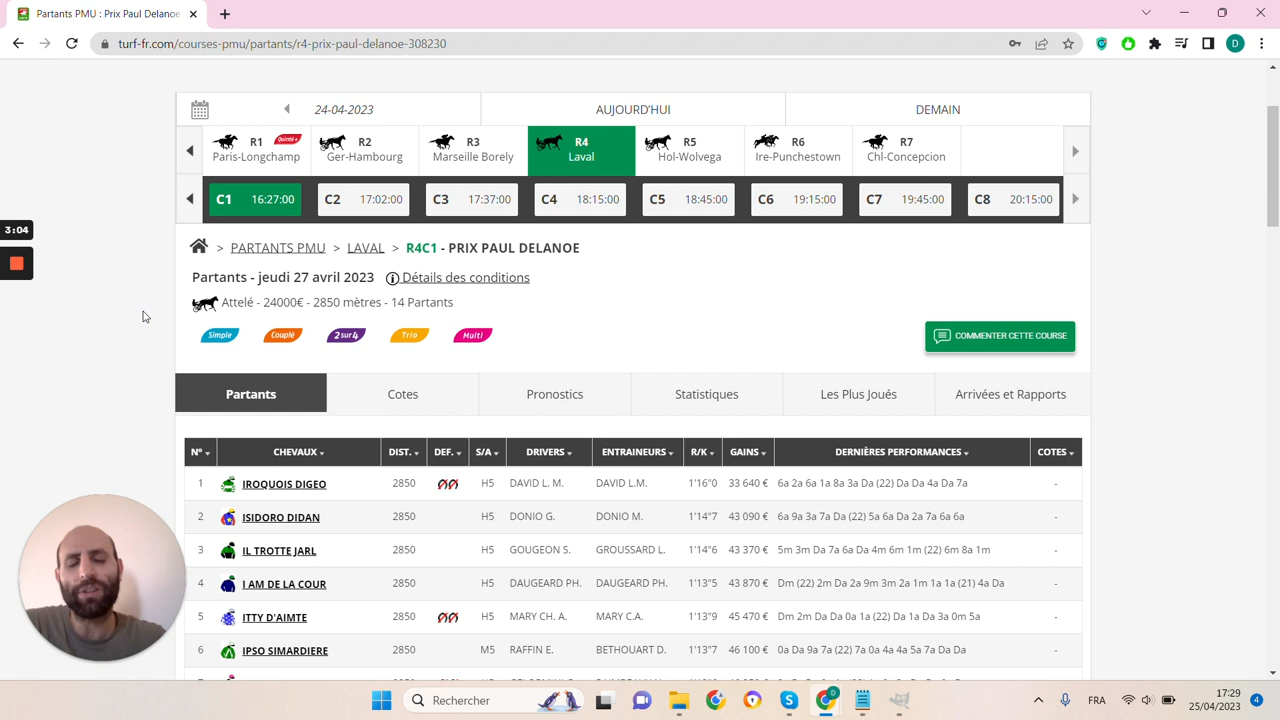 Partants PMU : Prix Paul Delanoe
turf-fr.com/courses-pmu/partants/r4-prix-paul-delanoe-308230
D
24-04-2023 AUJOURD'HUI DEMAIN
R1 Quinté+ R2 R3 R4 R5 R6 R7
Paris-Longchamp Ger-Hambourg Marseille Borely Laval Hol-Wolvega Ire-Punchestown Chl-Concepcion
C1 16:27:00 C2 17:02:00 C3 17:37:00 C4 18:15:00 C5 18:45:00 C6 19:15:00 C7 19:45:00 C8 20:15:00
3:04
> PARTANTS PMU > LAVAL > R4C1 - PRIX PAUL DELANOE
Partants - jeudi 27 avril 2023 Détails des conditions
Attelé - 24000€ - 2850 mètres - 14 Partants
Simple Couplé 2sur4 Trio Multi COMMENTER CETTE COURSE
Partants Cotes Pronostics Statistiques Les Plus Joués Arrivées et Rapports
N° CHEVAUX DIST. DEF. S/A DRIVERS ENTRAINEURS R/K GAINS DERNIÈRES PERFORMANCES COTES
1 IROQUOIS DIGEO 2850 H5 DAVID L. M. DAVID L.M. 1'16"0 33 640 € 6a 2a 6a 1a 8a 3a Da (22) Da Da 4a Da 7a -
2 ISIDORO DIDAN 2850 H5 DONIO G. DONIO M. 1'14"7 43 090 € 6a 9a 3a 7a Da (22) 5a 6a Da 2a 7a 6a 6a -
3 IL TROTTE JARL 2850 H5 GOUGEON S. GROUSSARD L. 1'14"6 43 370 € 5m 3m Da 7a 6a Da 4m 6m 1m (22) 6m 8a 1m -
4 I AM DE LA COUR 2850 H5 DAUGEARD PH. DAUGEARD PH. 1'13"5 43 870 € Dm (22) 2m Da 2a 9m 3m 2a 1m 1a 1a (21) 4a Da -
5 ITTY D'AIMTE 2850 H5 MARY CH. A. MARY C.A. 1'13"9 45 470 € Dm 2m Da Da 0a 1a (22) Da 1a Da 3a 0m 5a -
6 IPSO SIMARDIERE 2850 M5 RAFFIN E. BETHOUART D. 1'13"7 46 100 € 0a Da 9a 7a (22) 7a 0a 4a 4a 5a 7a Da Da -
Rechercher FRA 17:29
25/04/2023 4